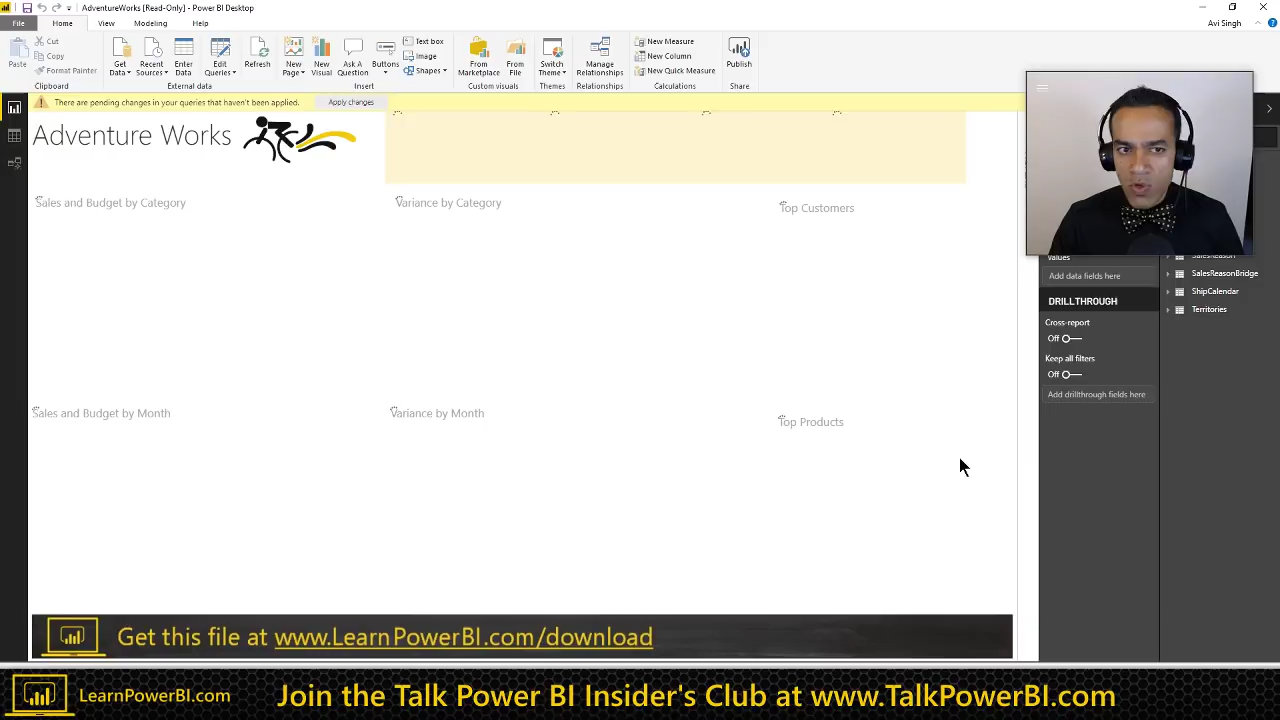 AdventureWorks [Read-Only] - Power BI Desktop
File
Home
View
Modeling
Help
Avi Singh
Paste
Cut
Copy
Format Painter
Clipboard
Get Data
Recent Sources
Enter Data
Edit Queries
Refresh
External data
New Page
New Visual
Ask A Question
Buttons
Text box
Image
Shapes
Insert
From Marketplace
From File
Custom visuals
Switch Theme
Themes
Manage Relationships
Relationships
New Measure
New Column
New Quick Measure
Calculations
Publish
Share
There are pending changes in your queries that haven't been applied.
Apply changes
Adventure Works
Sales and Budget by Category
Variance by Category
Top Customers
Sales and Budget by Month
Variance by Month
Top Products
Values
Add data fields here
DRILLTHROUGH
Cross-report
Off
Keep all filters
Off
Add drillthrough fields here
SalesReason
SalesReasonBridge
ShipCalendar
Territories
Get this file at www.LearnPowerBI.com/download
LearnPowerBI.com
Join the Talk Power BI Insider's Club at www.TalkPowerBI.com